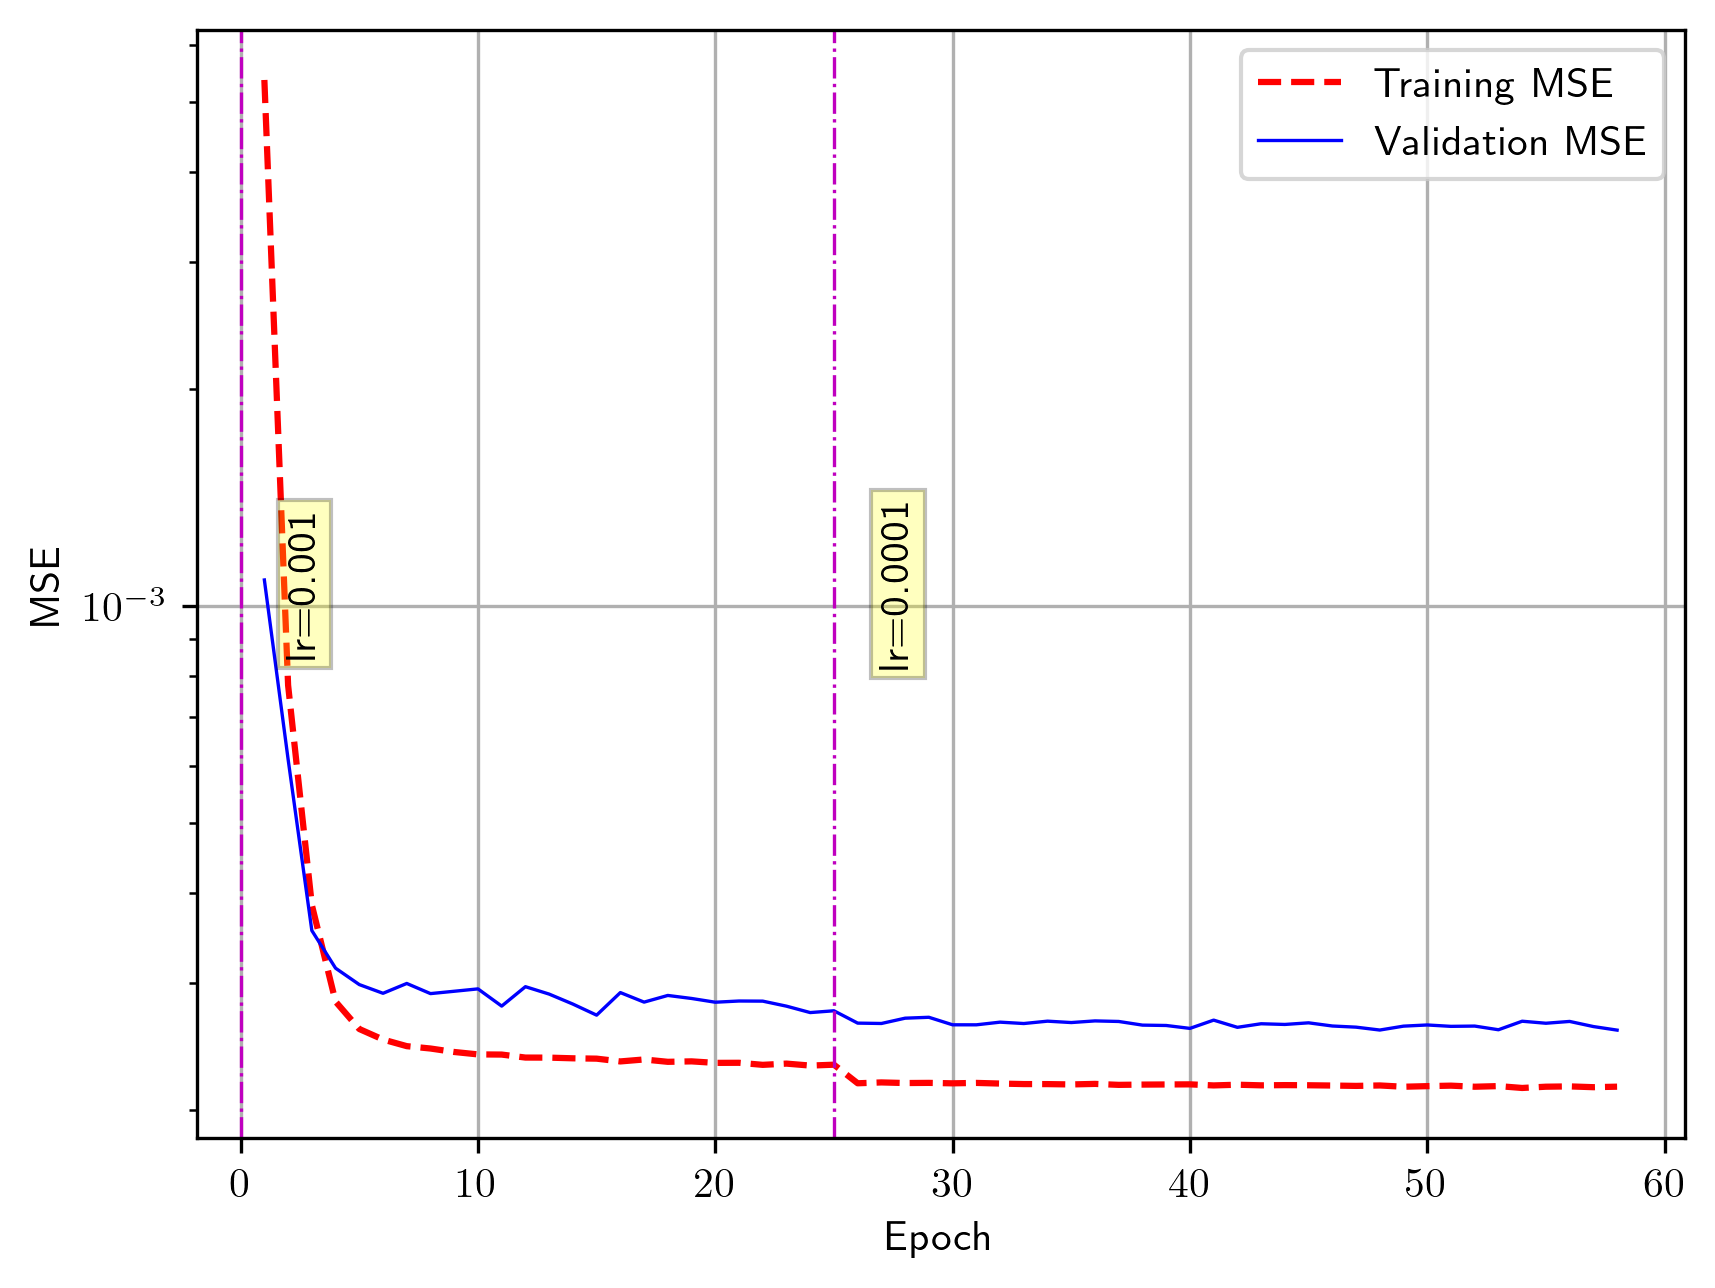 Training MSE
Validation MSE
lr=0.001
lr=0.0001
MSE
10⁻³
0 10 20 30 40 50 60
Epoch